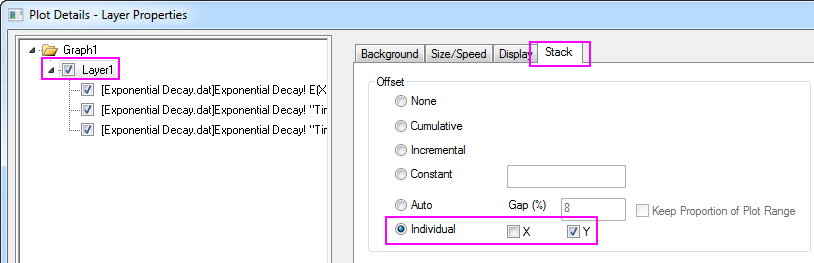 Plot Details - Layer Properties
Graph1
Layer1
[Exponential Decay.dat]Exponential Decay! E(X
[Exponential Decay.dat]Exponential Decay! "Tir
[Exponential Decay.dat]Exponential Decay! "Tir
Background Size/Speed Display Stack
Offset
None
Cumulative
Incremental
Constant
Auto Gap (%) 8 Keep Proportion of Plot Range
Individual X Y